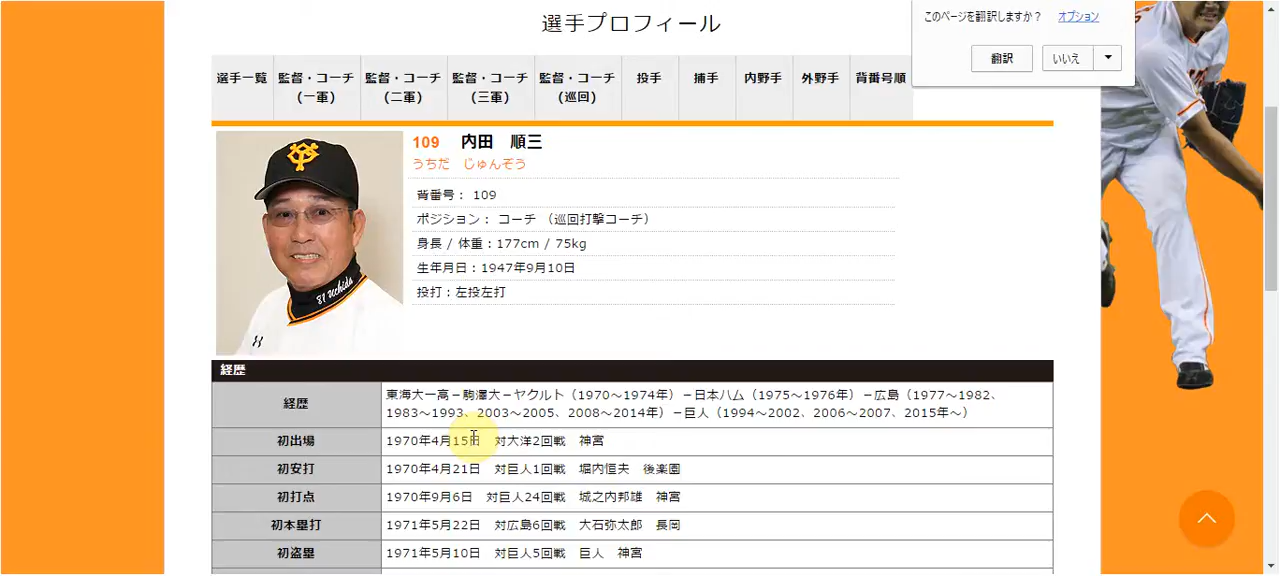 選手プロフィール
このページを翻訳しますか？ オプション
翻訳 いいえ
選手一覧 監督・コーチ（一軍） 監督・コーチ（二軍） 監督・コーチ（三軍） 監督・コーチ（巡回） 投手 捕手 内野手 外野手 背番号順
109 内田 順三
うちだ じゅんぞう
背番号： 109
ポジション： コーチ （巡回打撃コーチ）
身長 / 体重：177cm / 75kg
生年月日：1947年9月10日
投打：左投左打
81 Uchida
経歴
経歴 東海大一高－駒澤大－ヤクルト（1970～1974年）－日本ハム（1975～1976年）－広島（1977～1982、
1983～1993、2003～2005、2008～2014年）－巨人（1994～2002、2006～2007、2015年～）
初出場 1970年4月15日 対大洋2回戦 神宮
初安打 1970年4月21日 対巨人1回戦 堀内恒夫 後楽園
初打点 1970年9月6日 対巨人24回戦 城之内邦雄 神宮
初本塁打 1971年5月22日 対広島6回戦 大石弥太郎 長岡
初盗塁 1971年5月10日 対巨人5回戦 巨人 神宮